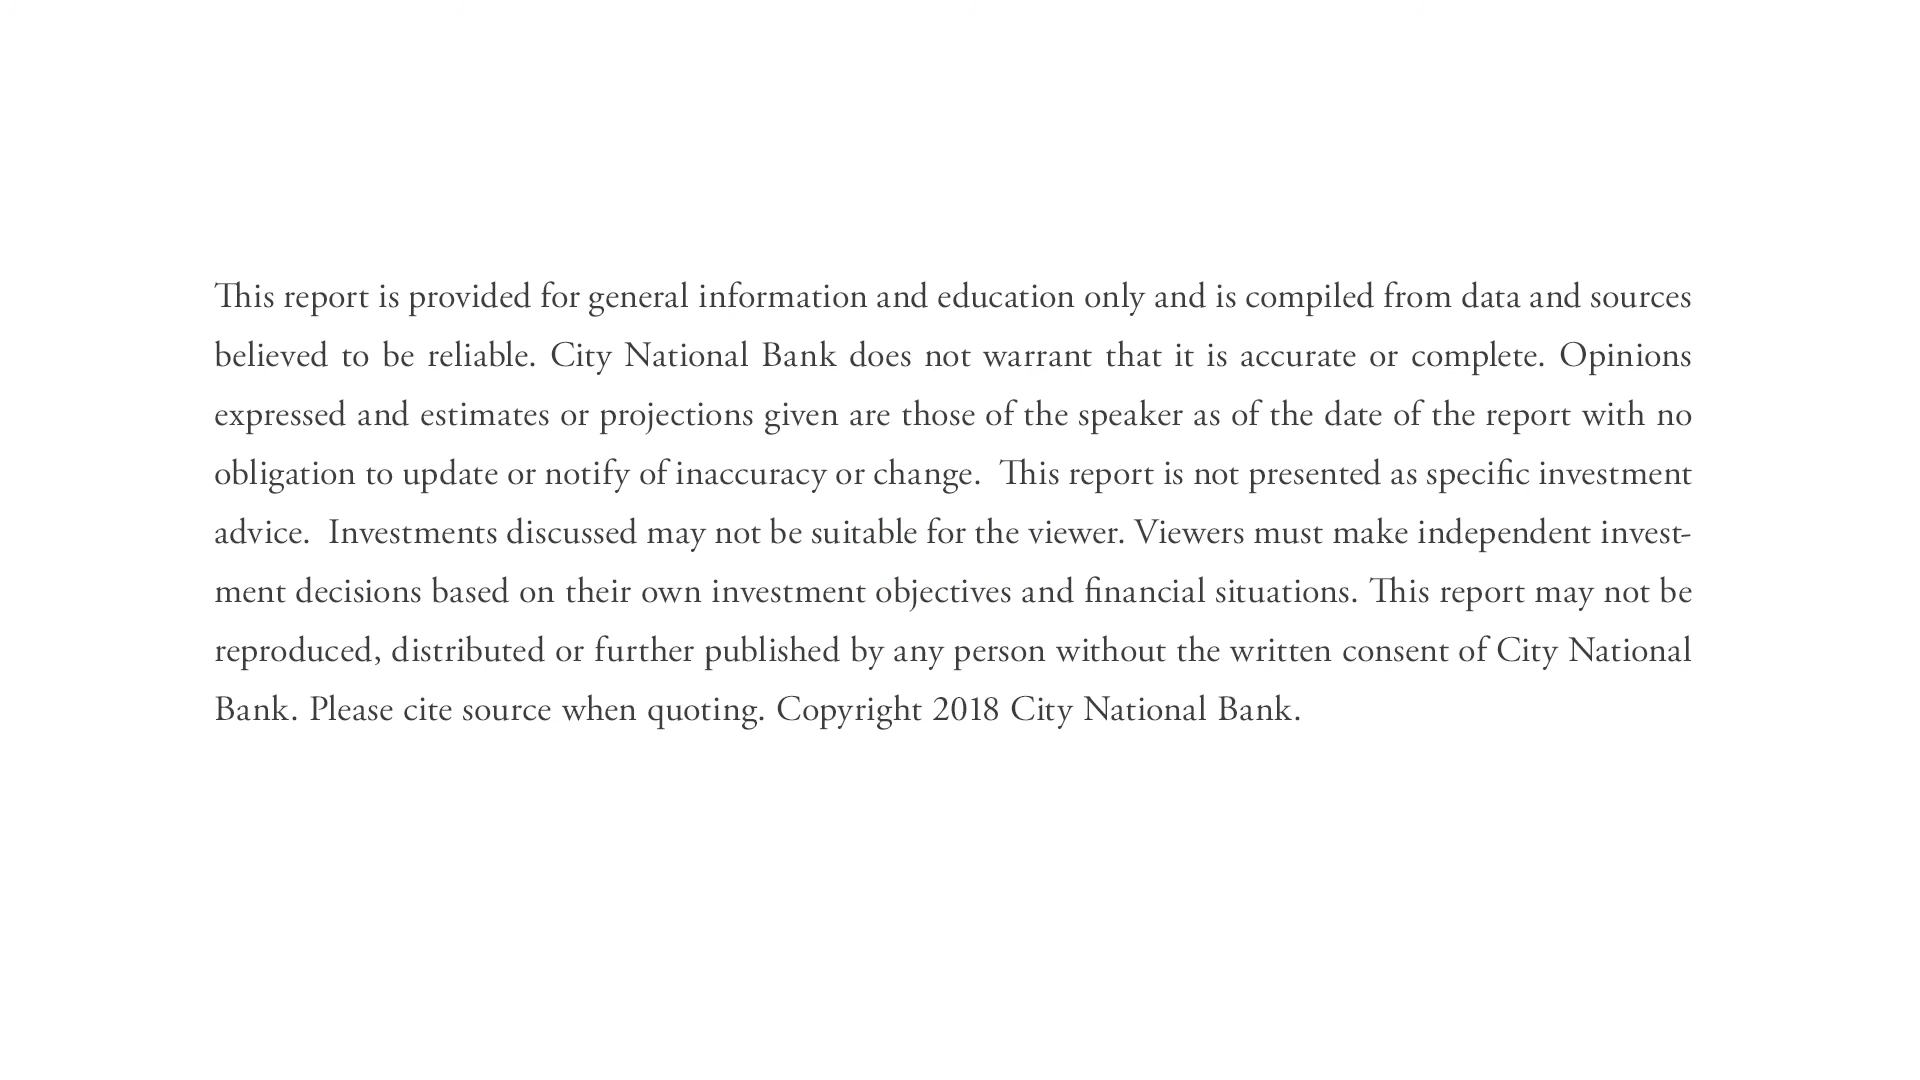 This report is provided for general information and education only and is compiled from data and sources
believed to be reliable. City National Bank does not warrant that it is accurate or complete. Opinions
expressed and estimates or projections given are those of the speaker as of the date of the report with no
obligation to update or notify of inaccuracy or change.  This report is not presented as specific investment
advice.  Investments discussed may not be suitable for the viewer. Viewers must make independent invest-
ment decisions based on their own investment objectives and financial situations. This report may not be
reproduced, distributed or further published by any person without the written consent of City National
Bank. Please cite source when quoting. Copyright 2018 City National Bank.